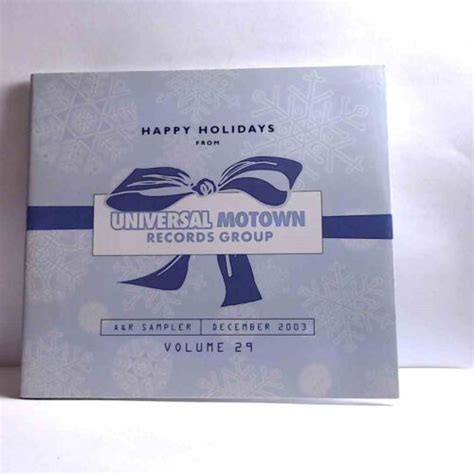 HAPPY HOLIDAYS
FROM
UNIVERSAL MOTOWN
RECORDS GROUP
A&R SAMPLER | DECEMBER 2003
VOLUME 29